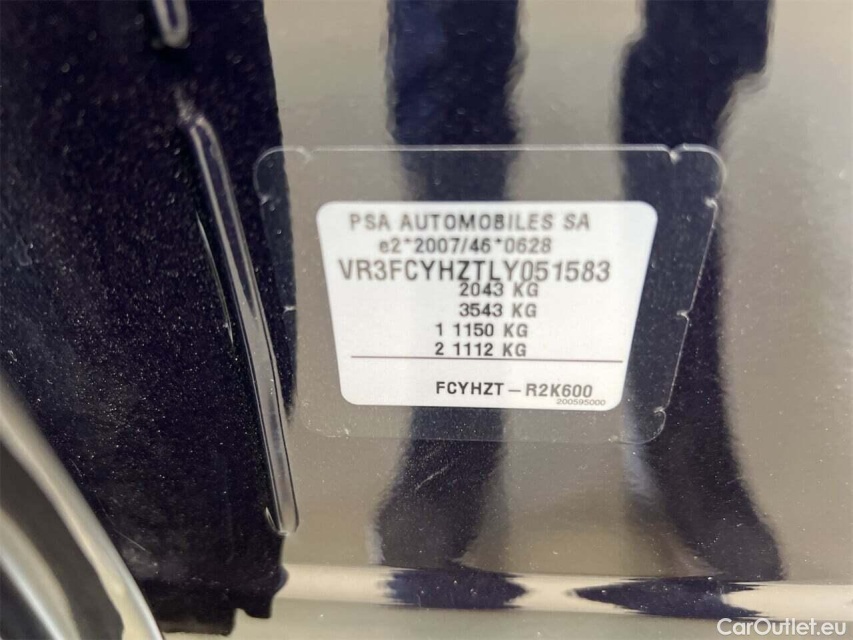 PSA AUTOMOBILES SA
e2*2007/46*0628
VR3FCYHZTLY051583
2043 KG
3543 KG
1 1150 KG
2 1112 KG
FCYHZT – R2K600
200595000
CarOutlet.eu